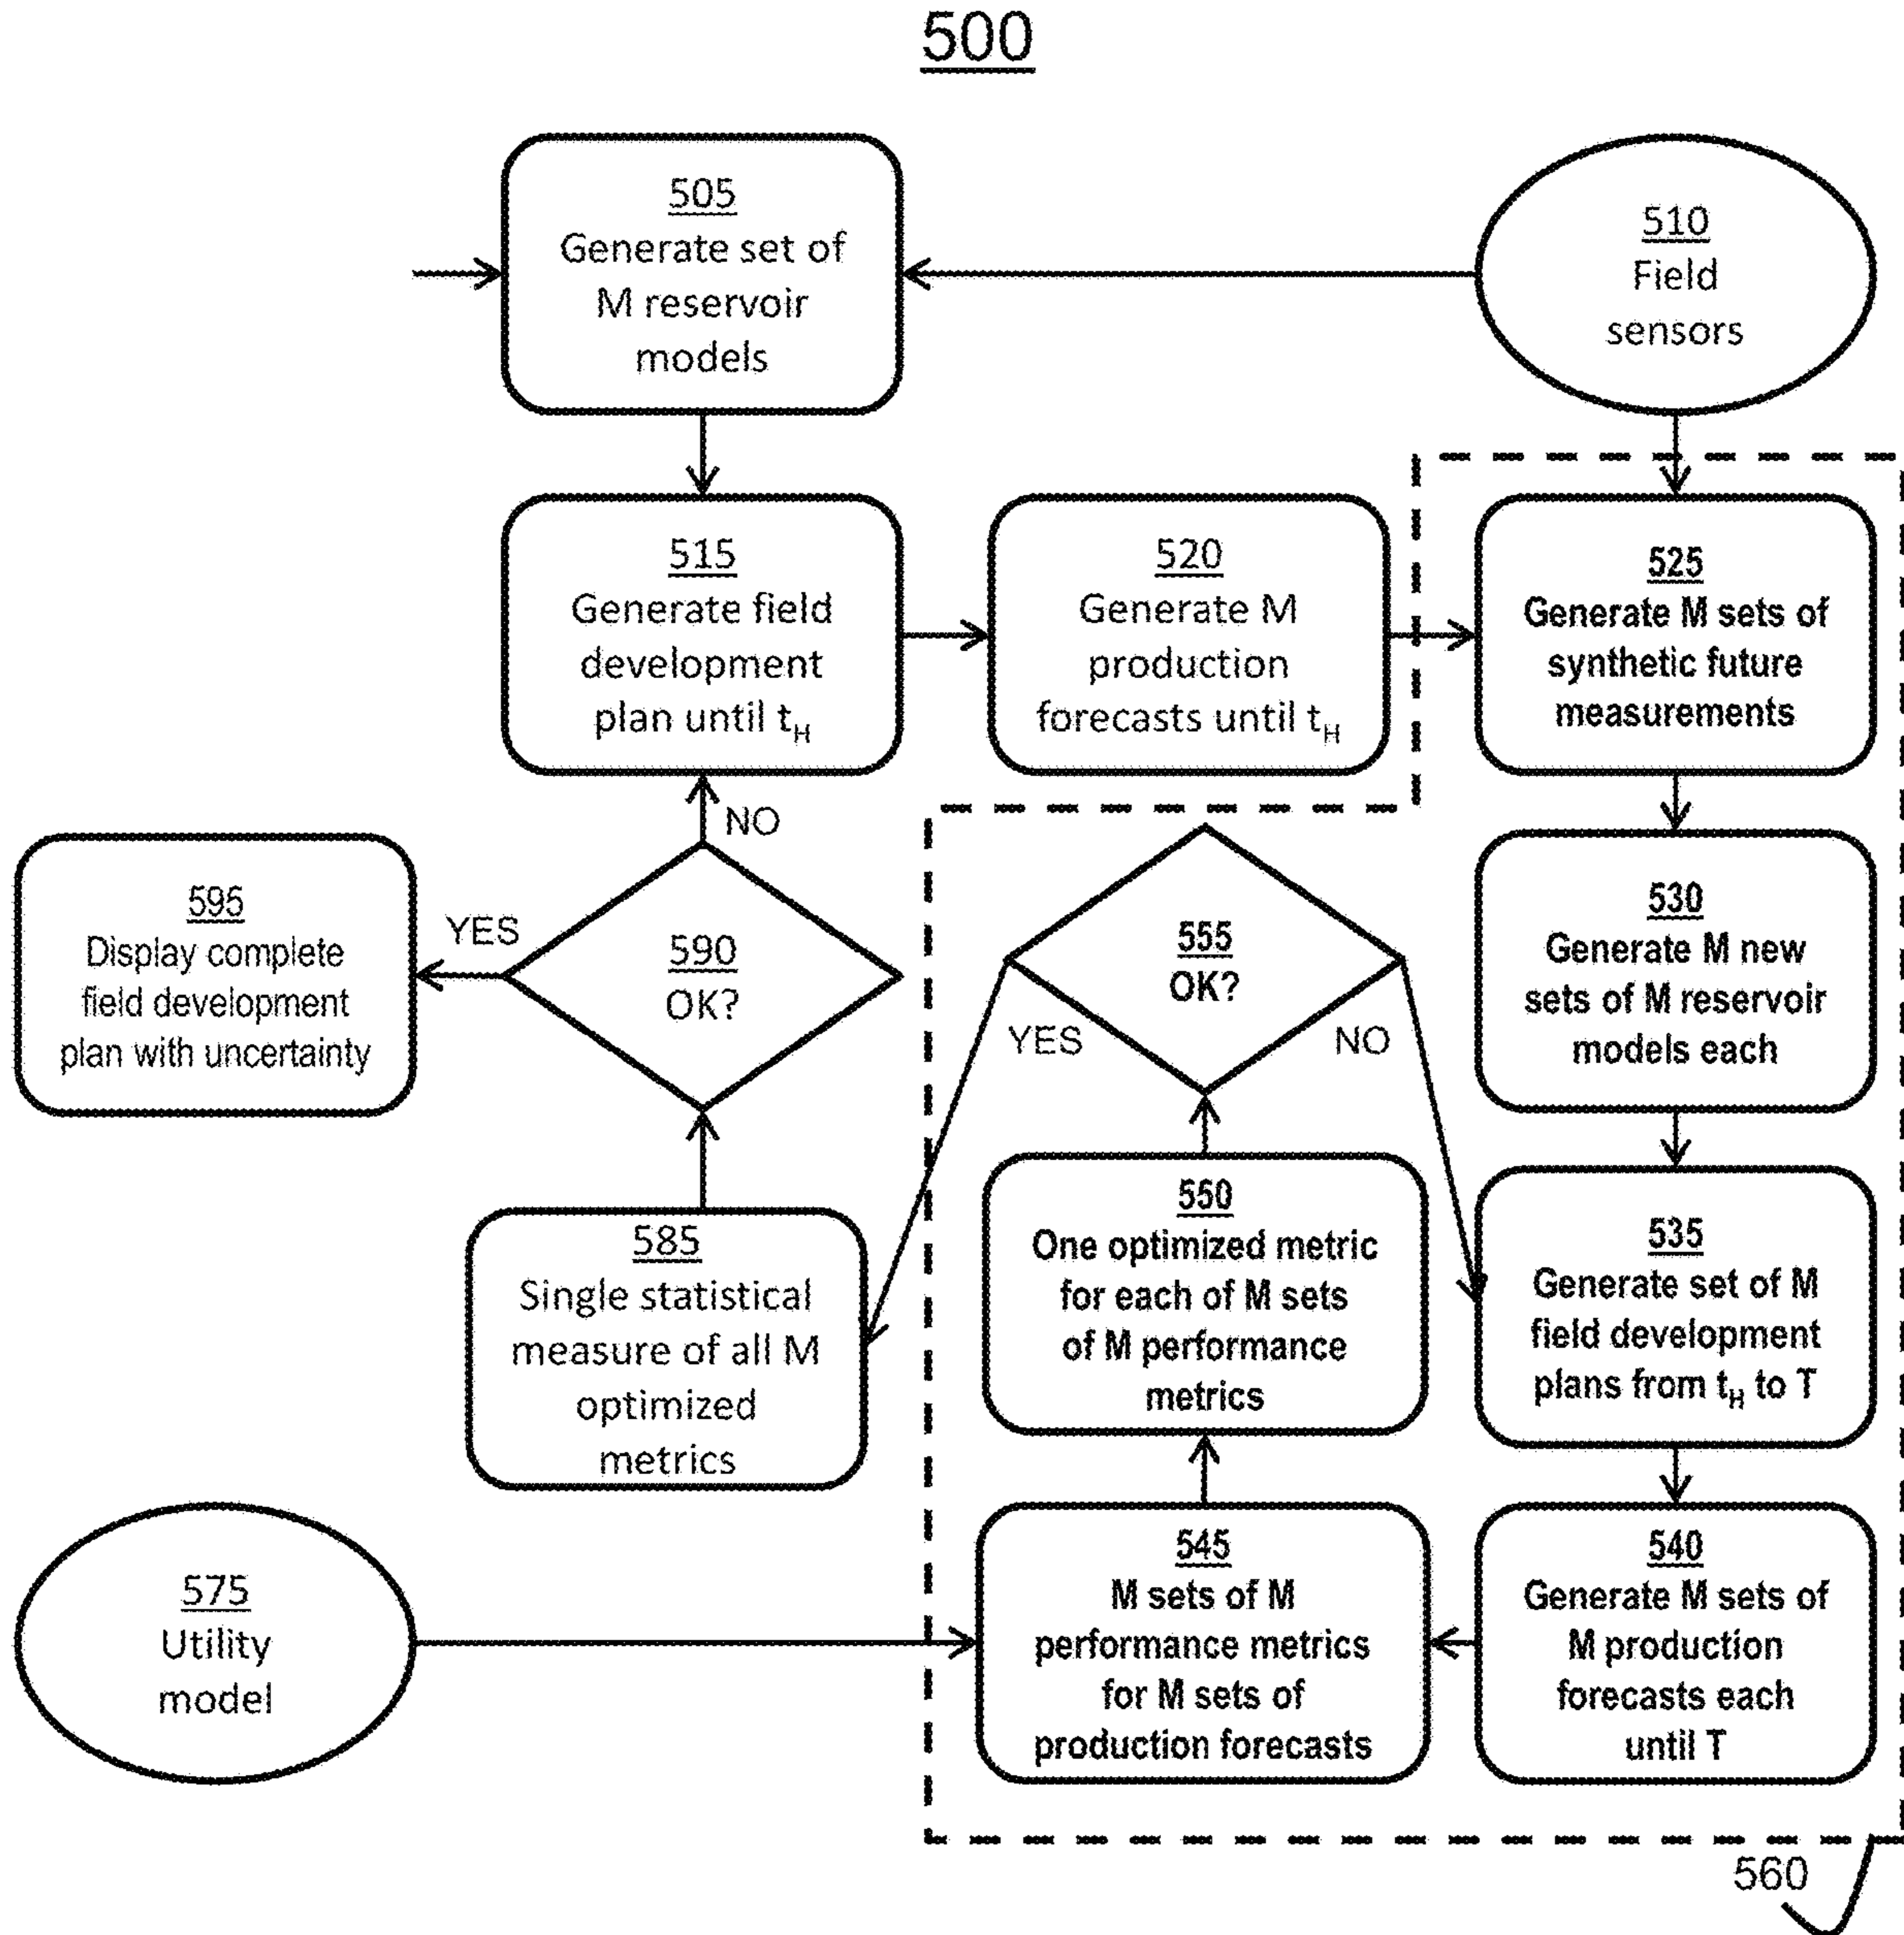 500
505
Generate set of
M reservoir
models
510
Field
sensors
515
Generate field
development
plan until t_H
520
Generate M
production
forecasts until t_H
525
Generate M sets of
synthetic future
measurements
NO
595
Display complete
field development
plan with uncertainty
YES
590
OK?
555
OK?
YES
NO
530
Generate M new
sets of M reservoir
models each
585
Single statistical
measure of all M
optimized
metrics
550
One optimized metric
for each of M sets
of M performance
metrics
535
Generate set of M
field development
plans from t_H to T
575
Utility
model
545
M sets of M
performance metrics
for M sets of
production forecasts
540
Generate M sets of
M production
forecasts each
until T
560